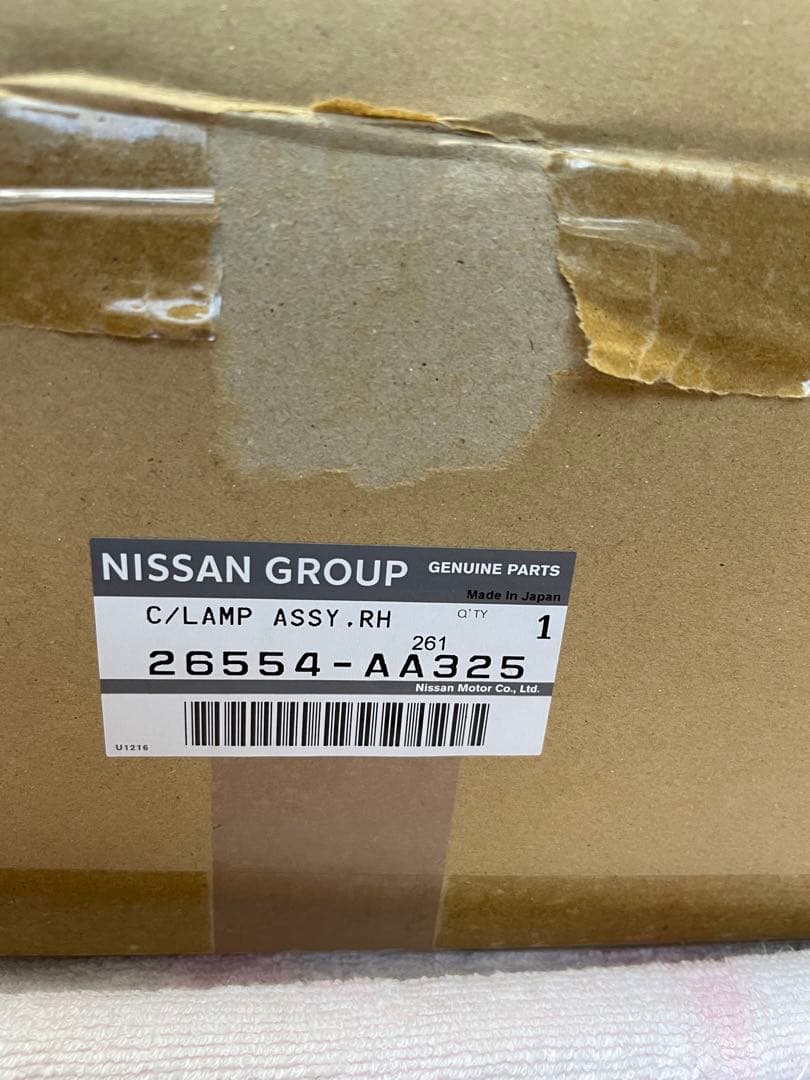 NISSAN GROUP GENUINE PARTS
Made In Japan
C/LAMP ASSY,RH Q'TY 1
261
26554-AA325
Nissan Motor Co., Ltd.
U1216